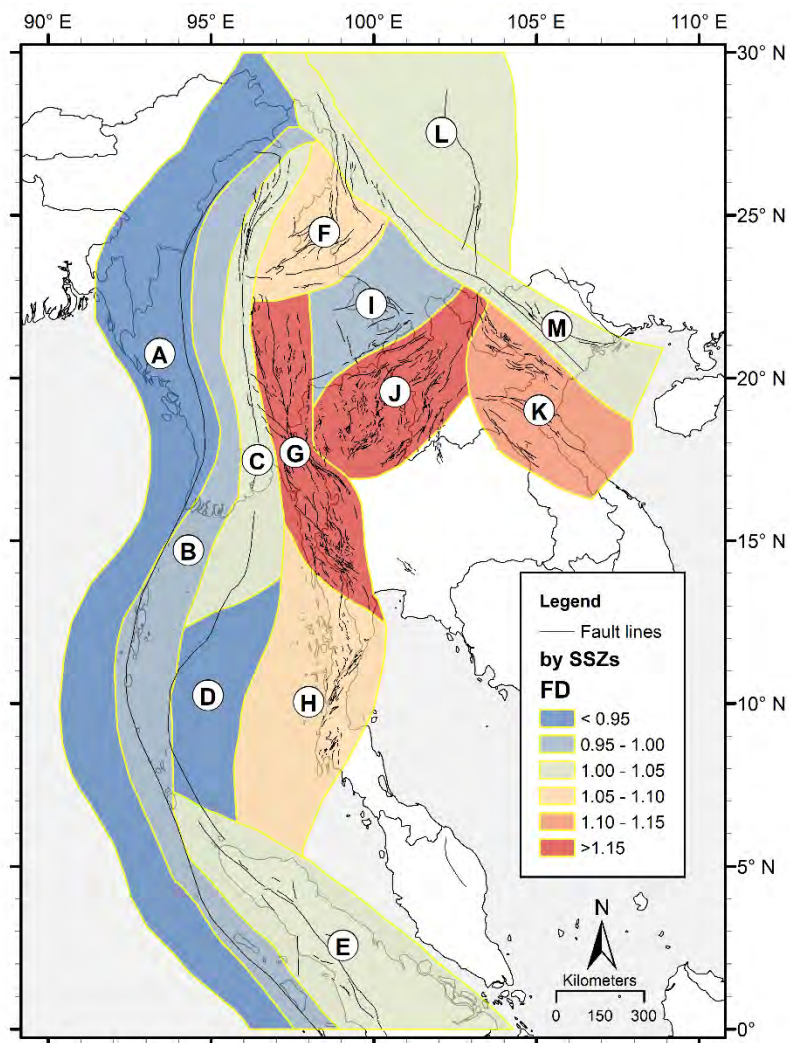 90° E 95° E 100° E 105° E 110° E
30° N
L
25° N
F
I
M
A
20° N
J
K
G
C
15° N
B
Legend
Fault lines
by SSZs
FD
< 0.95
0.95 - 1.00
1.00 - 1.05
1.05 - 1.10
1.10 - 1.15
>1.15
D
H
10° N
5° N
E
N
Kilometers
0 150 300
0°